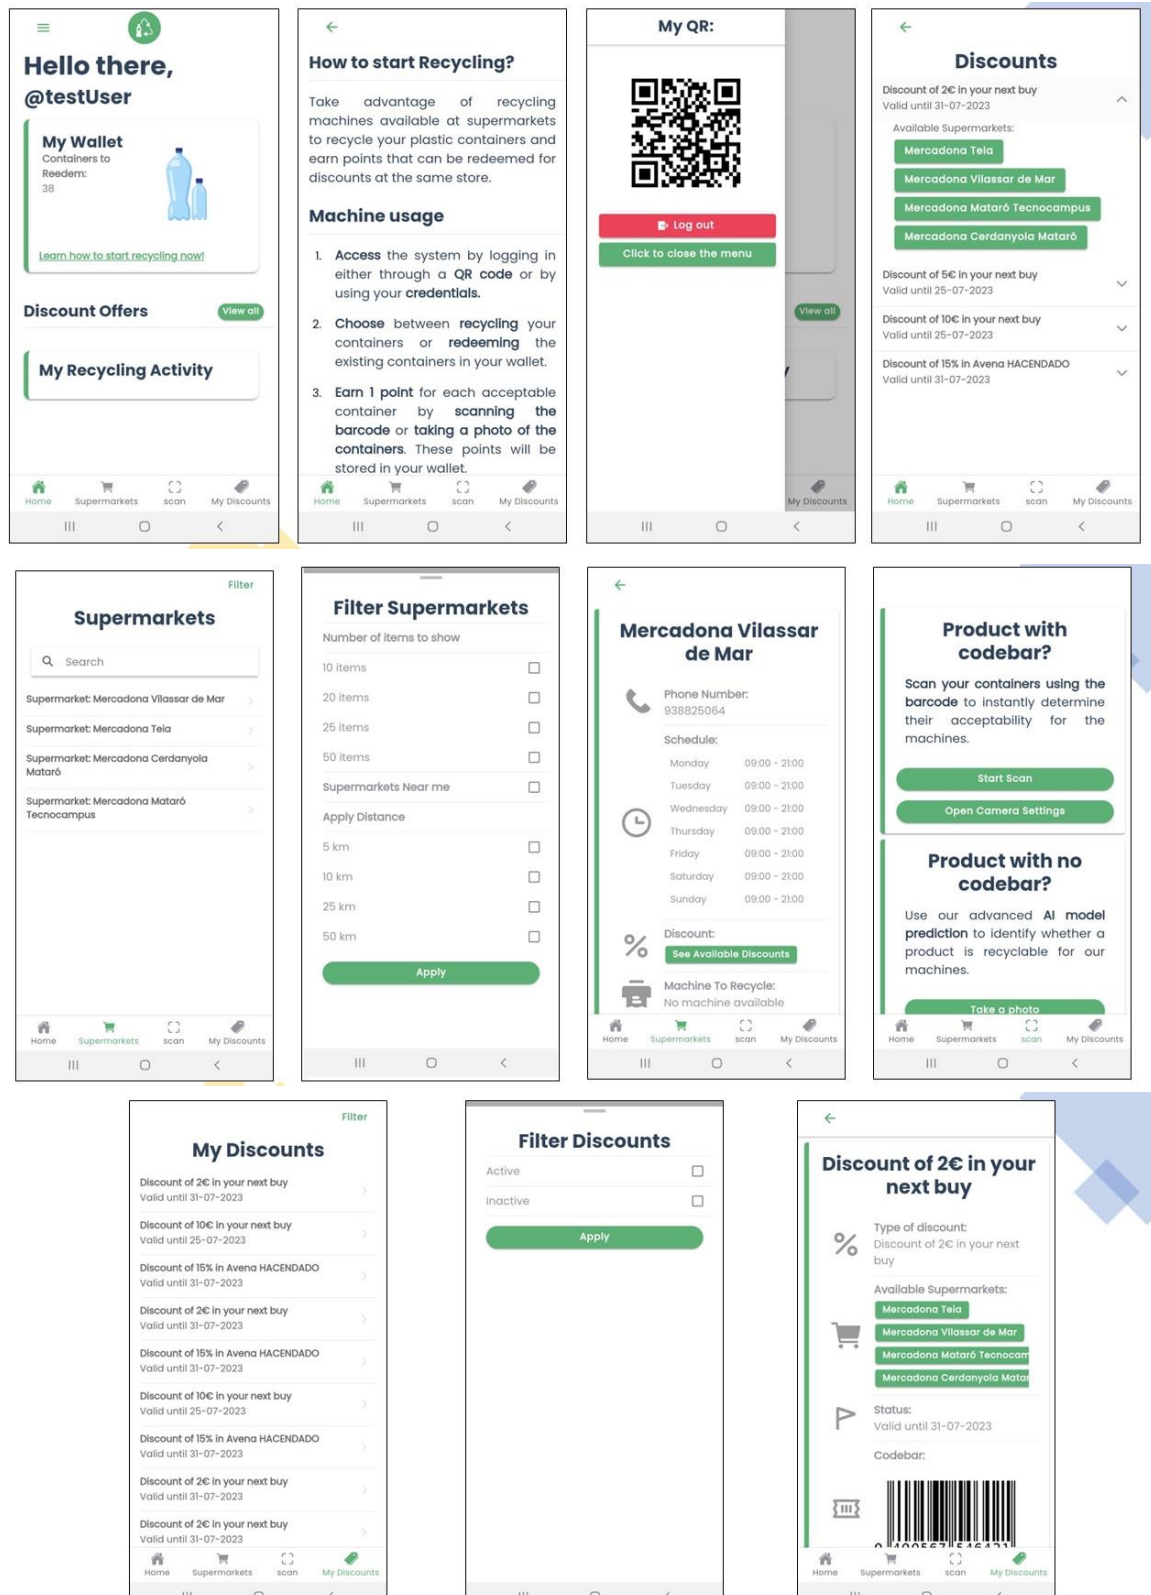 Hello there,
@testUser
My Wallet
Containers to
Reedem:
38
Learn how to start recycling now!
Discount Offers
View all
My Recycling Activity
Home
Supermarkets
scan
My Discounts
How to start Recycling?
Take advantage of recycling
machines available at supermarkets
to recycle your plastic containers and
earn points that can be redeemed for
discounts at the same store.
Machine usage
1. Access the system by logging in
either through a QR code or by
using your credentials.
2. Choose between recycling your
containers or redeeming the
existing containers in your wallet.
3. Earn 1 point for each acceptable
container by scanning the
barcode or taking a photo of the
containers. These points will be
stored in your wallet.
Home
Supermarkets
scan
My Discounts
My QR:
Log out
Click to close the menu
View all
y
My Discounts
Discounts
Discount of 2€ in your next buy
Valid until 31-07-2023
Available Supermarkets:
Mercadona Teia
Mercadona Vilassar de Mar
Mercadona Mataró Tecnocampus
Mercadona Cerdanyola Mataró
Discount of 5€ in your next buy
Valid until 25-07-2023
Discount of 10€ in your next buy
Valid until 25-07-2023
Discount of 15% in Avena HACENDADO
Valid until 31-07-2023
Home
Supermarkets
scan
My Discounts
Filter
Supermarkets
Search
Supermarket: Mercadona Vilassar de Mar
Supermarket: Mercadona Teia
Supermarket: Mercadona Cerdanyola
Mataró
Supermarket: Mercadona Mataró
Tecnocampus
Home
Supermarkets
scan
My Discounts
Filter Supermarkets
Number of items to show
10 items
20 items
25 items
50 items
Supermarkets Near me
Apply Distance
5 km
10 km
25 km
50 km
Apply
Mercadona Vilassar
de Mar
Phone Number:
938825064
Schedule:
Monday 09:00 - 21:00
Tuesday 09:00 - 21:00
Wednesday 09:00 - 21:00
Thursday 09:00 - 21:00
Friday 09:00 - 21:00
Saturday 09:00 - 21:00
Sunday 09:00 - 21:00
Discount:
See Available Discounts
Machine To Recycle:
No machine available
Home
Supermarkets
scan
My Discounts
Product with
codebar?
Scan your containers using the
barcode to instantly determine
their acceptability for the
machines.
Start Scan
Open Camera Settings
Product with no
codebar?
Use our advanced AI model
prediction to identify whether a
product is recyclable for our
machines.
Take a photo
Home
Supermarkets
scan
My Discounts
Filter
My Discounts
Discount of 2€ in your next buy
Valid until 31-07-2023
Discount of 10€ in your next buy
Valid until 25-07-2023
Discount of 15% in Avena HACENDADO
Valid until 31-07-2023
Discount of 2€ in your next buy
Valid until 31-07-2023
Discount of 15% in Avena HACENDADO
Valid until 31-07-2023
Discount of 10€ in your next buy
Valid until 25-07-2023
Discount of 15% in Avena HACENDADO
Valid until 31-07-2023
Discount of 2€ in your next buy
Valid until 31-07-2023
Discount of 2€ in your next buy
Valid until 31-07-2023
Home
Supermarkets
scan
My Discounts
Filter Discounts
Active
Inactive
Apply
Discount of 2€ in your
next buy
Type of discount:
Discount of 2€ in your next
buy
Available Supermarkets:
Mercadona Teia
Mercadona Vilassar de Mar
Mercadona Mataró Tecnocam
Mercadona Cerdanyola Matar
Status:
Valid until 31-07-2023
Codebar:
Home
Supermarkets
scan
My Discounts